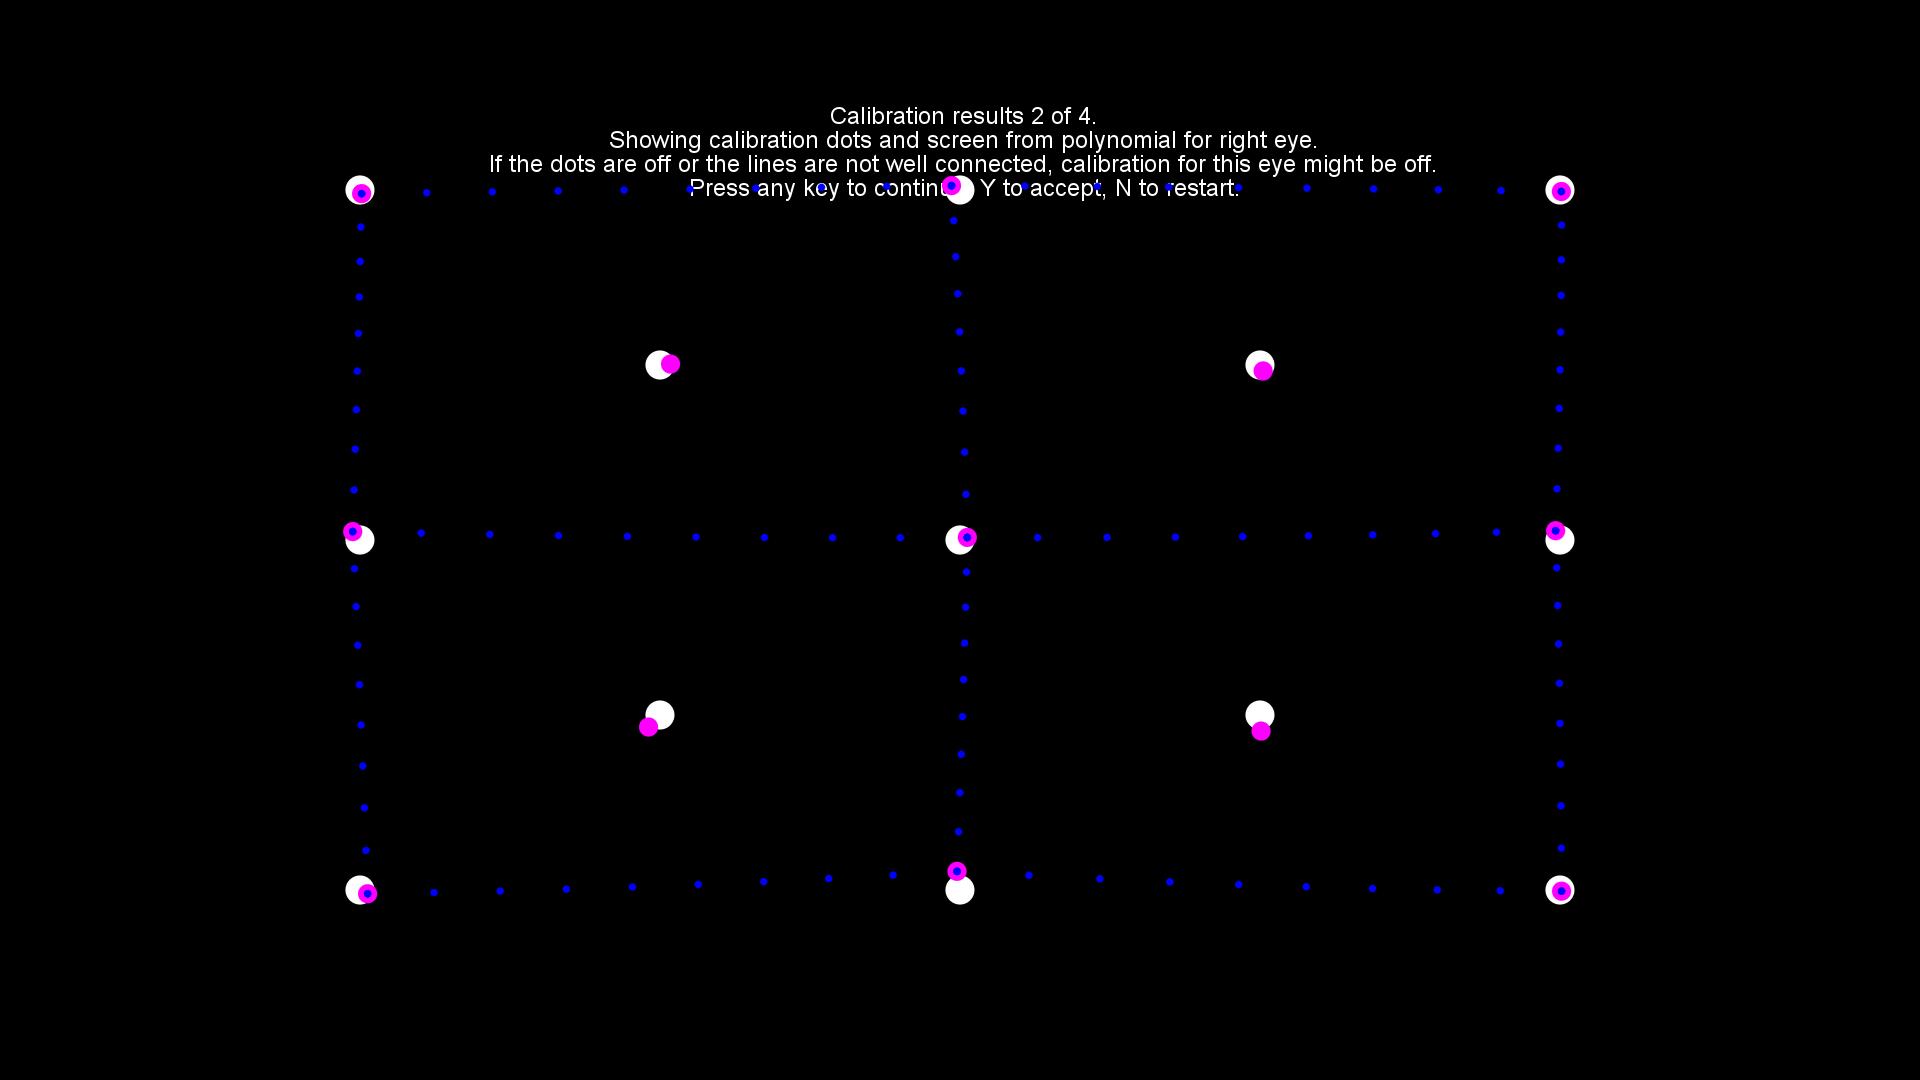 Calibration results 2 of 4.
Showing calibration dots and screen from polynomial for right eye.
If the dots are off or the lines are not well connected, calibration for this eye might be off.
Press any key to continue, Y to accept, N to restart.